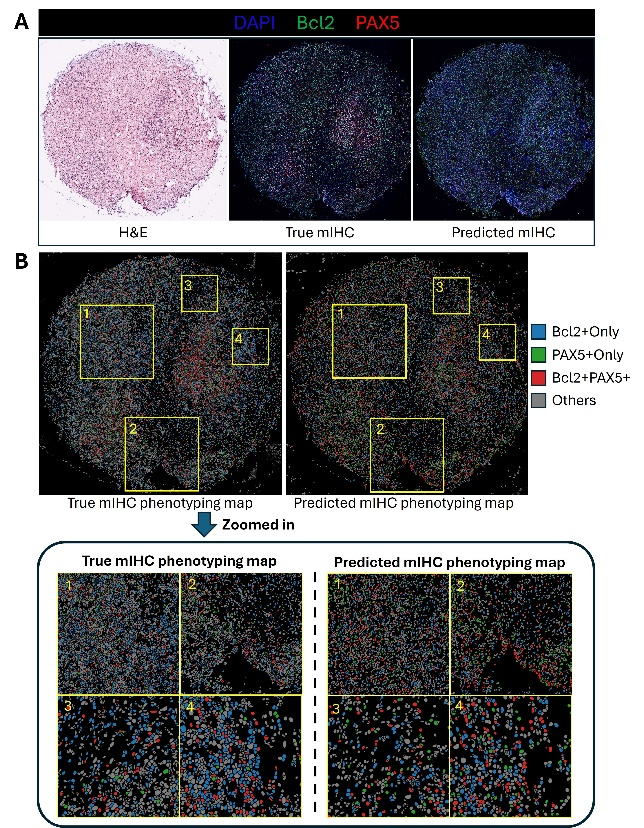 A
DAPI Bcl2 PAX5
H&E True mIHC Predicted mIHC
B
1 2 3 4
1 2 3 4
Bcl2+Only
PAX5+Only
Bcl2+PAX5+
Others
True mIHC phenotyping map Predicted mIHC phenotyping map
Zoomed in
True mIHC phenotyping map Predicted mIHC phenotyping map
1 2 1 2
3 4 3 4